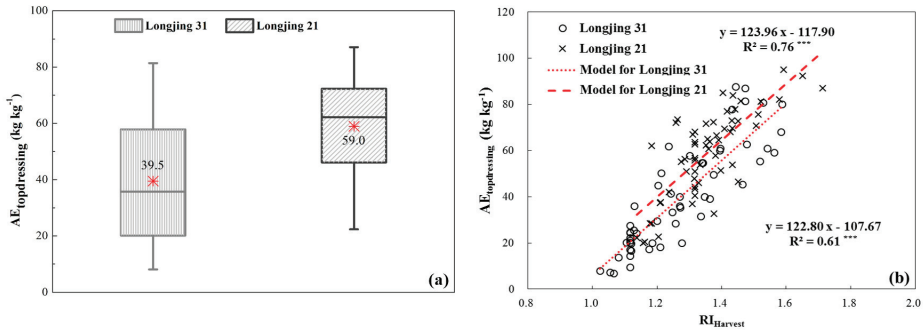 Longjing 31 Longjing 21
(a)
AE_topdressing (kg kg⁻¹)
100
80
60
40
20
0
39.5
59.0
Longjing 31
Longjing 21
Model for Longjing 31
Model for Longjing 21
y = 123.96 x - 117.90
R² = 0.76 ***
y = 122.80 x - 107.67
R² = 0.61 ***
(b)
AE_topdressing (kg kg⁻¹)
120
100
80
60
40
20
0
0.8 1.0 1.2 1.4 1.6 1.8 2.0
RI_Harvest